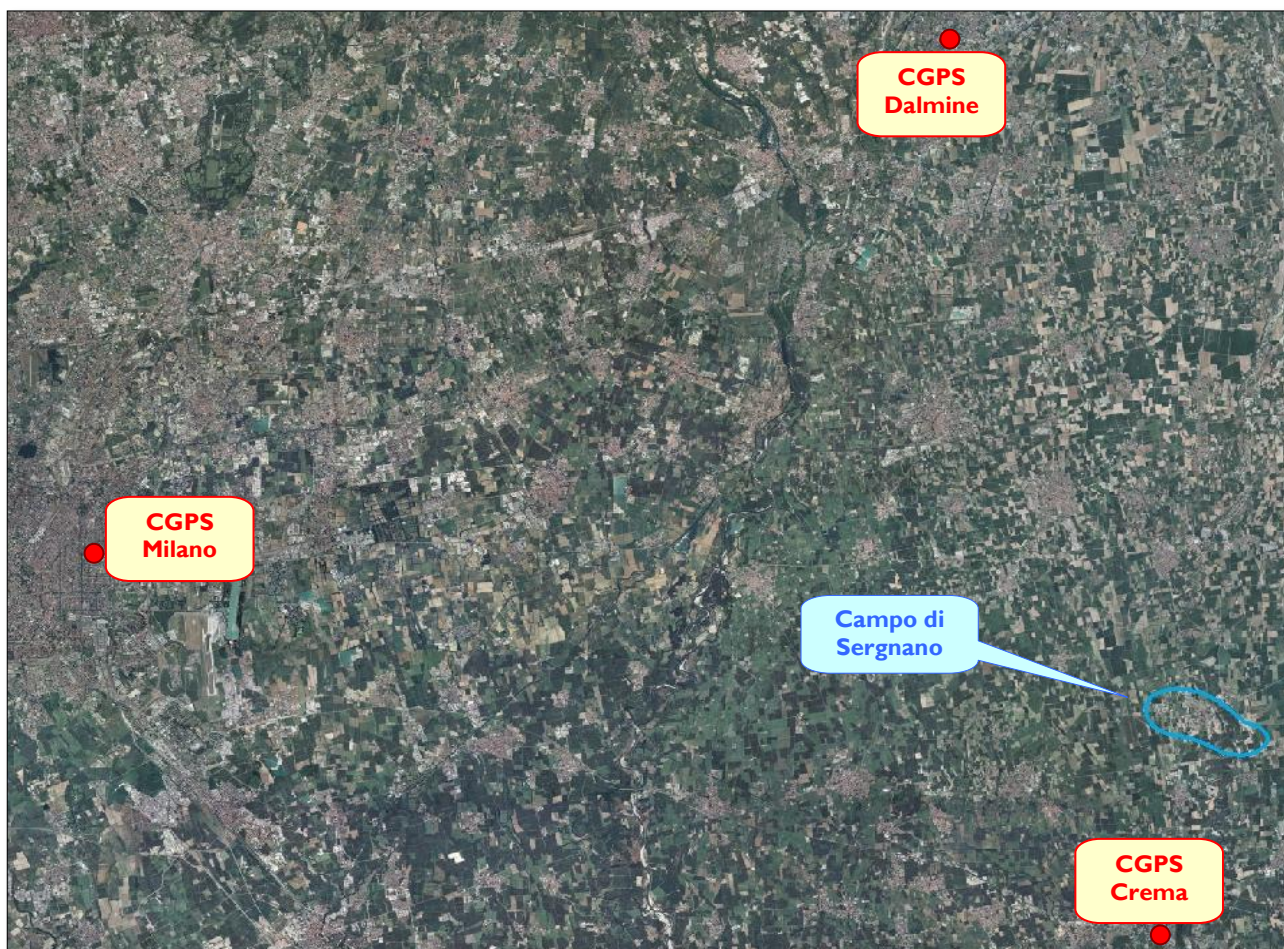 CGPS
Dalmine
CGPS
Milano
Campo di
Sergnano
CGPS
Crema